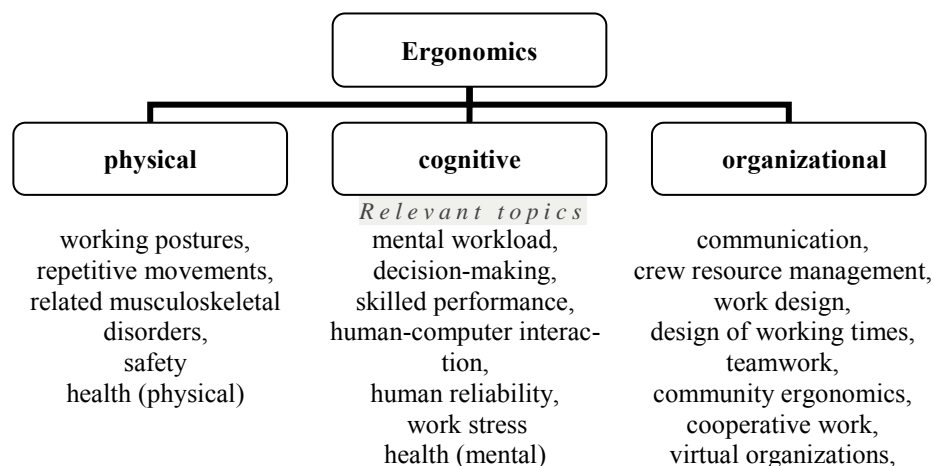 Ergonomics
physical
cognitive
organizational
Relevant topics
working postures,
repetitive movements,
related musculoskeletal
disorders,
safety
health (physical)
mental workload,
decision-making,
skilled performance,
human-computer interac-
tion,
human reliability,
work stress
health (mental)
communication,
crew resource management,
work design,
design of working times,
teamwork,
community ergonomics,
cooperative work,
virtual organizations,